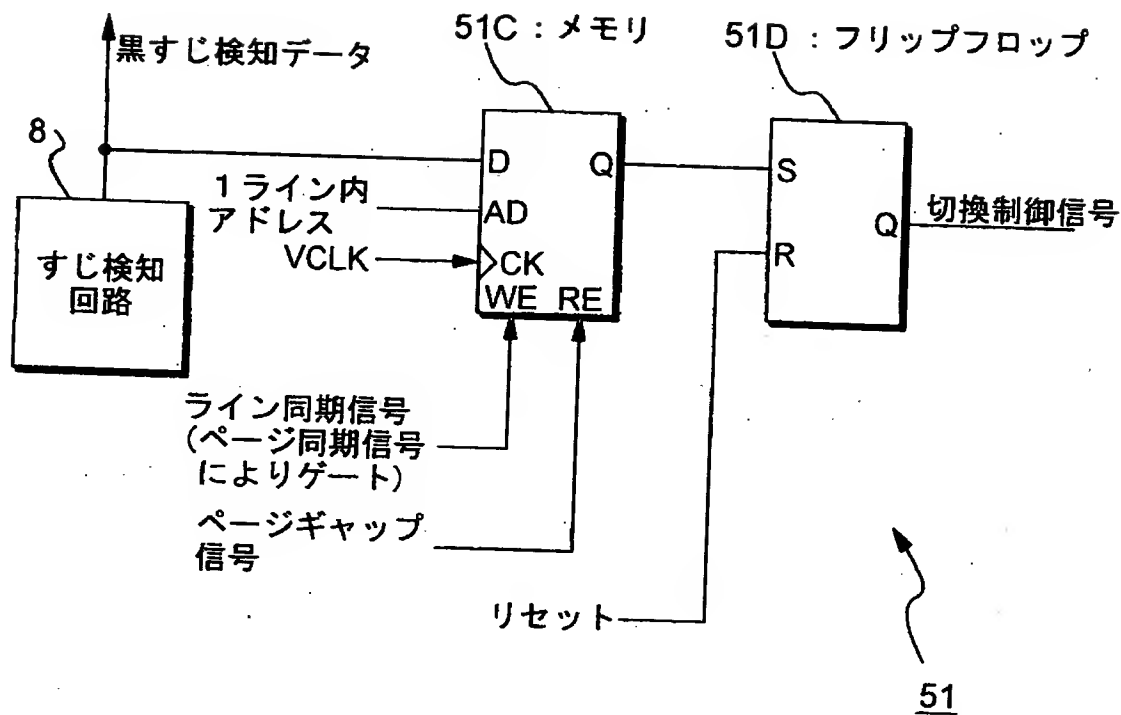 51C：メモリ
51D：フリップフロップ
黒すじ検知データ
8
D
Q
S
１ライン内
アドレス
AD
切換制御信号
Q
VCLK
CK
R
すじ検知
回路
WE RE
ライン同期信号
(ページ同期信号
によりゲート)
ページギャップ
信号
リセット
51